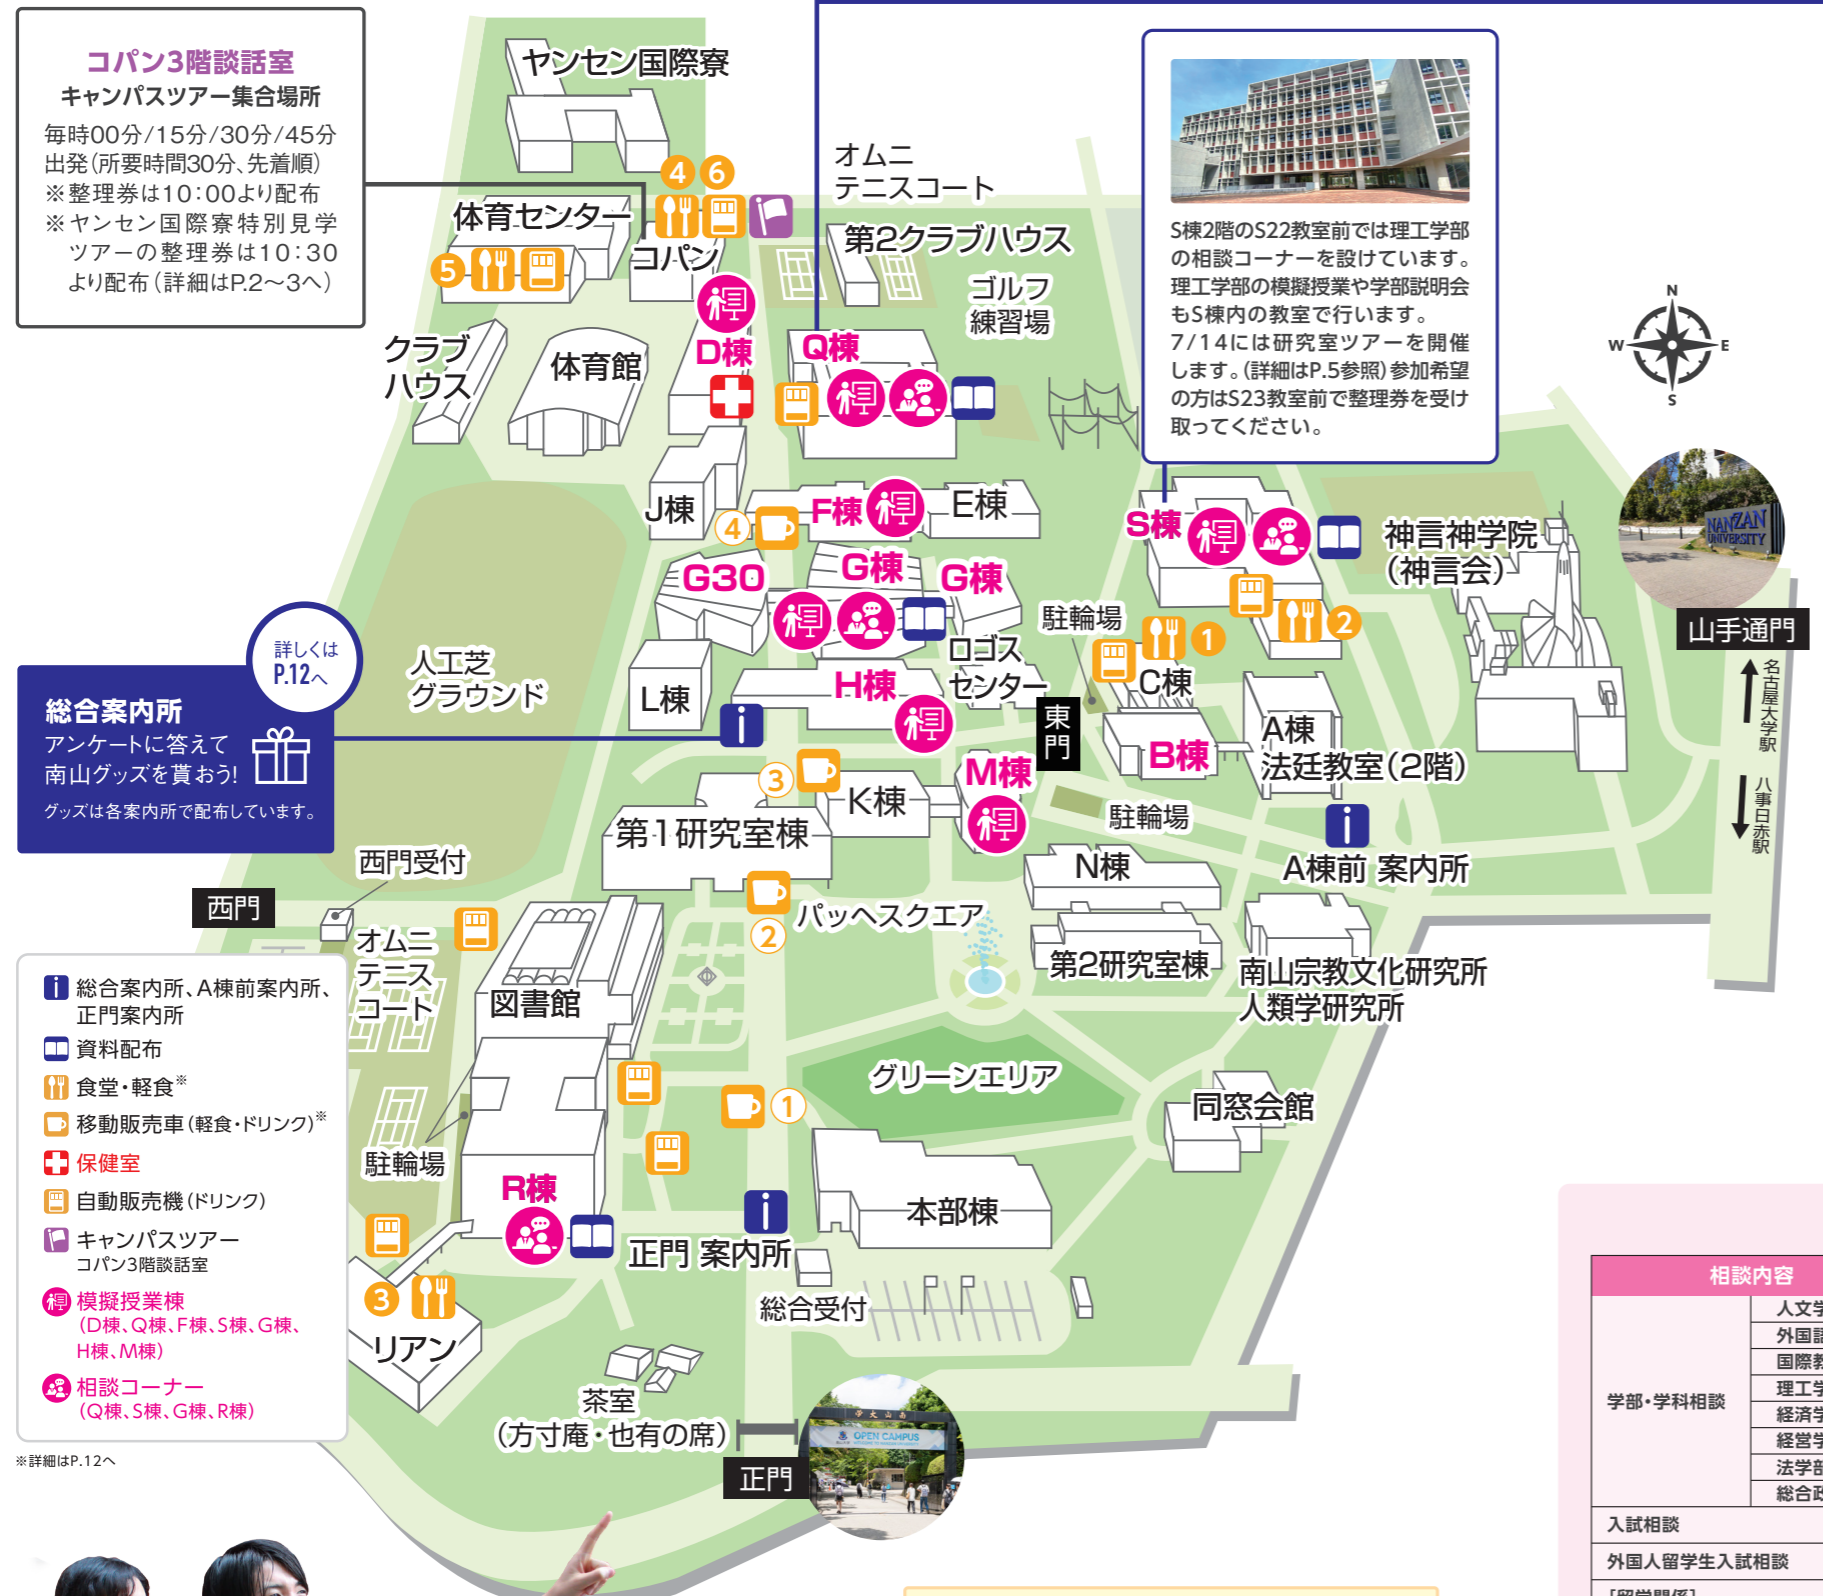 コパン3階談話室
キャンパスツアー集合場所
毎時00分/15分/30分/45分
出発(所要時間30分、先着順)
※整理券は10：00より配布
※ヤンセン国際寮特別見学
ツアーの整理券は10：30
より配布(詳細はP.2〜3へ)
ヤンセン国際寮
オムニ
テニスコート
④ ⑥
体育センター
コパン
⑤
第2クラブハウス
ゴルフ
練習場
S棟2階のS22教室前では理工学部
の相談コーナーを設けています。
理工学部の模擬授業や学部説明会
もS棟内の教室で行います。
7/14には研究室ツアーを開催
します。(詳細はP.5参照)参加希望
の方はS23教室前で整理券を受け
取ってください。
N
W E
S
クラブ
ハウス
体育館
D棟
Q棟
J棟
④
F棟
E棟
S棟
神言神学院
(神言会)
NANZAN
UNIVERSITY
山手通門
名古屋大学駅
八事日赤駅
G30
G棟
G棟
駐輪場
①
②
ロゴス
センター
C棟
詳しくは
P.12へ
総合案内所
アンケートに答えて
南山グッズを貰おう!
グッズは各案内所で配布しています。
人工芝
グラウンド
L棟
H棟
i
東門
B棟
A棟
法廷教室(2階)
③
K棟
M棟
第1研究室棟
駐輪場
i
A棟前 案内所
西門受付
西門
N棟
②
パッヘスクエア
オムニ
テニス
コート
図書館
第2研究室棟
南山宗教文化研究所
人類学研究所
グリーンエリア
①
同窓会館
駐輪場
R棟
i
正門 案内所
本部棟
総合受付
③
リアン
茶室
(方寸庵・也有の席)
正門
OPEN CAMPUS
i 総合案内所、A棟前案内所、
正門案内所
資料配布
食堂・軽食※
移動販売車(軽食・ドリンク)※
保健室
自動販売機(ドリンク)
キャンパスツアー
コパン3階談話室
模擬授業棟
(D棟、Q棟、F棟、S棟、G棟、
H棟、M棟)
相談コーナー
(Q棟、S棟、G棟、R棟)
※詳細はP.12へ
相談内容
学部・学科相談
人文学
外国語
国際教
理工学
経済学
経営学
法学部
総合政
入試相談
外国人留学生入試相談